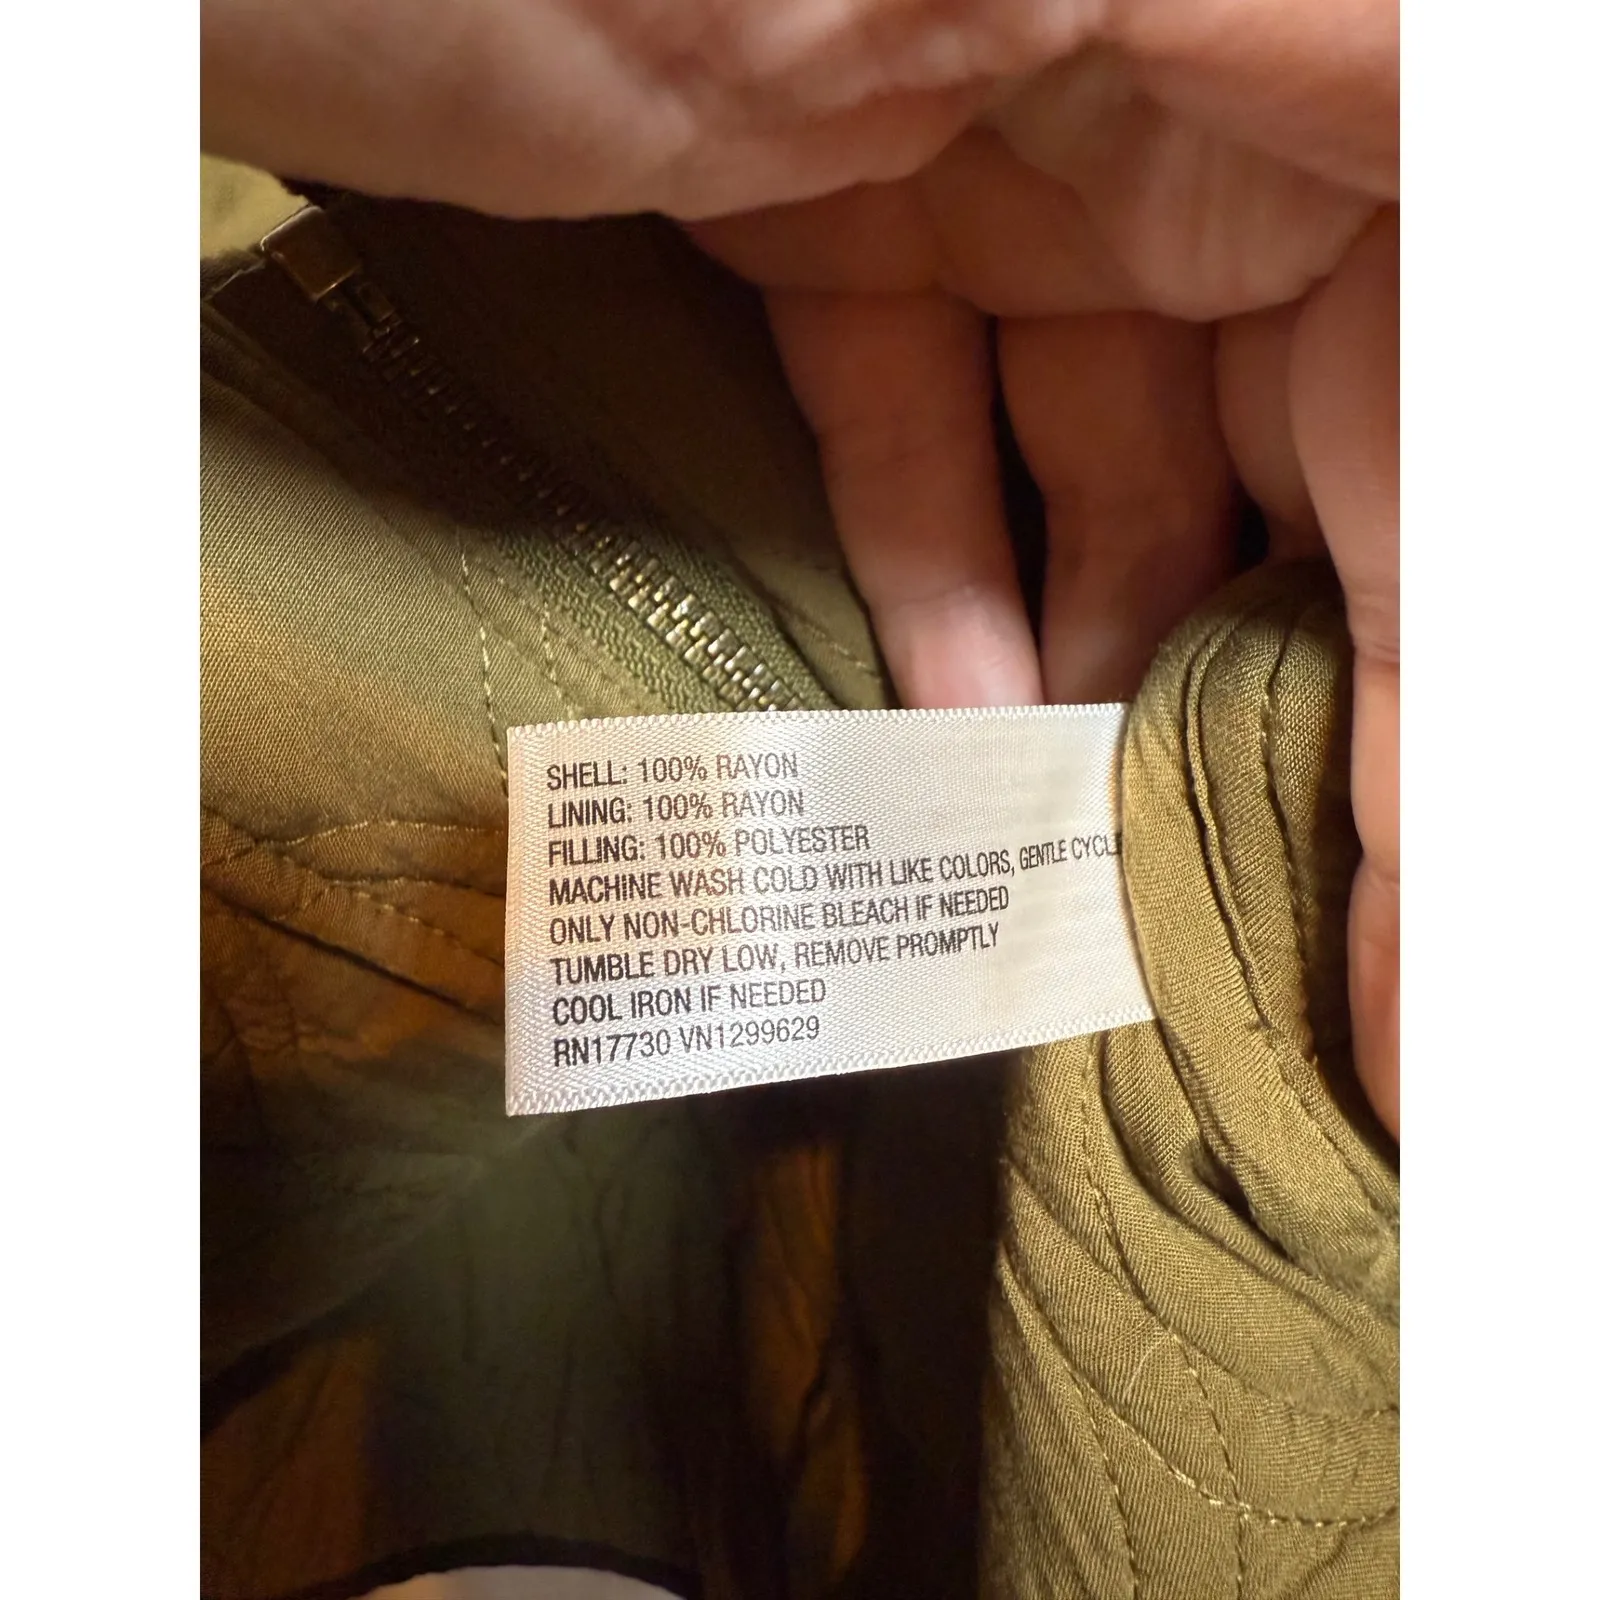 SHELL: 100% RAYON
LINING: 100% RAYON
FILLING: 100% POLYESTER
MACHINE WASH COLD WITH LIKE COLORS, GENTLE CYCLE
ONLY NON-CHLORINE BLEACH IF NEEDED
TUMBLE DRY LOW, REMOVE PROMPTLY
COOL IRON IF NEEDED
RN17730 VN1299629